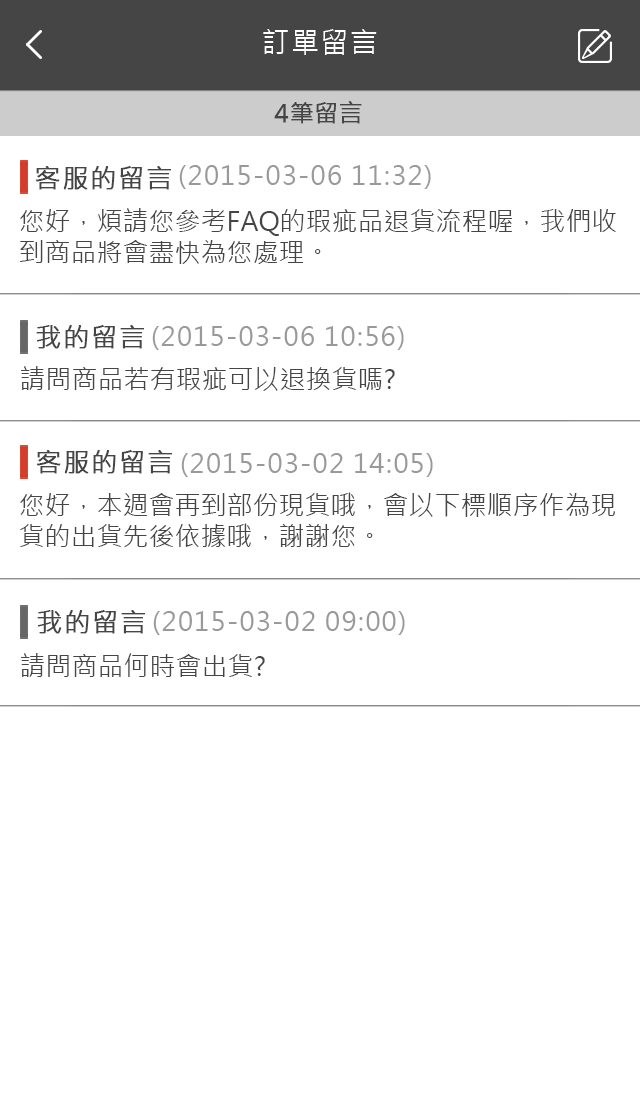 訂單留言
4筆留言
客服的留言 (2015-03-06 11:32)
您好，煩請您參考FAQ的瑕疵品退貨流程喔，我們收
到商品將會盡快為您處理。
我的留言 (2015-03-06 10:56)
請問商品若有瑕疵可以退換貨嗎?
客服的留言 (2015-03-02 14:05)
您好，本週會再到部份現貨哦，會以下標順序作為現
貨的出貨先後依據哦，謝謝您。
我的留言 (2015-03-02 09:00)
請問商品何時會出貨?